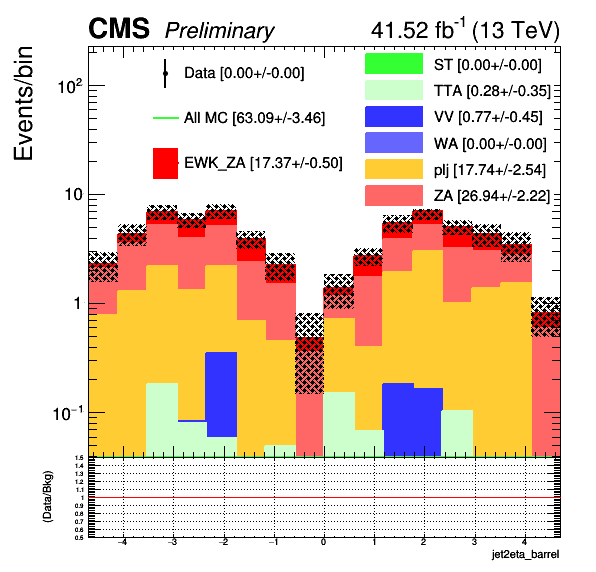 CMS Preliminary 41.52 fb⁻¹ (13 TeV)
Events/bin
Data [0.00+/-0.00]
All MC [63.09+/-3.46]
EWK_ZA [17.37+/-0.50]
ST [0.00+/-0.00]
TTA [0.28+/-0.35]
VV [0.77+/-0.45]
WA [0.00+/-0.00]
plj [17.74+/-2.54]
ZA [26.94+/-2.22]
10²
10
1
10⁻¹
(Data/Bkg)
1.5
1.4
1.3
1.2
1.1
1
0.9
0.8
0.7
0.6
0.5
−4 −3 −2 −1 0 1 2 3 4
jet2eta_barrel